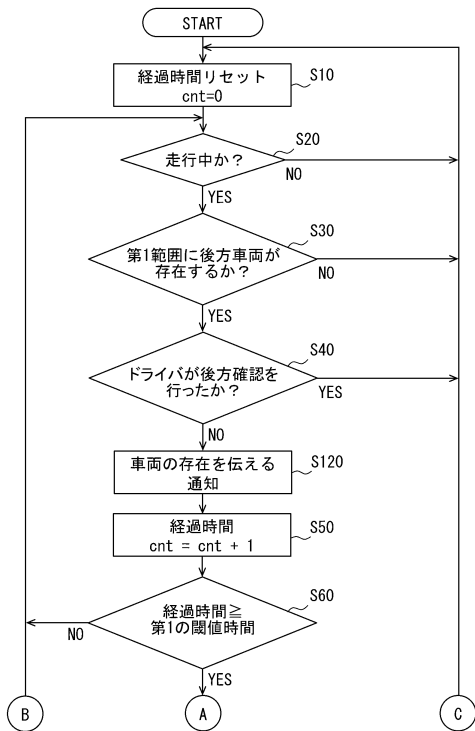 START
経過時間リセット
cnt=0
S10
走行中か？
S20
NO
YES
第1範囲に後方車両が
存在するか？
S30
NO
YES
ドライバが後方確認を
行ったか？
S40
YES
NO
車両の存在を伝える
通知
S120
経過時間
cnt = cnt + 1
S50
経過時間≧
第1の閾値時間
S60
NO
YES
B
A
C